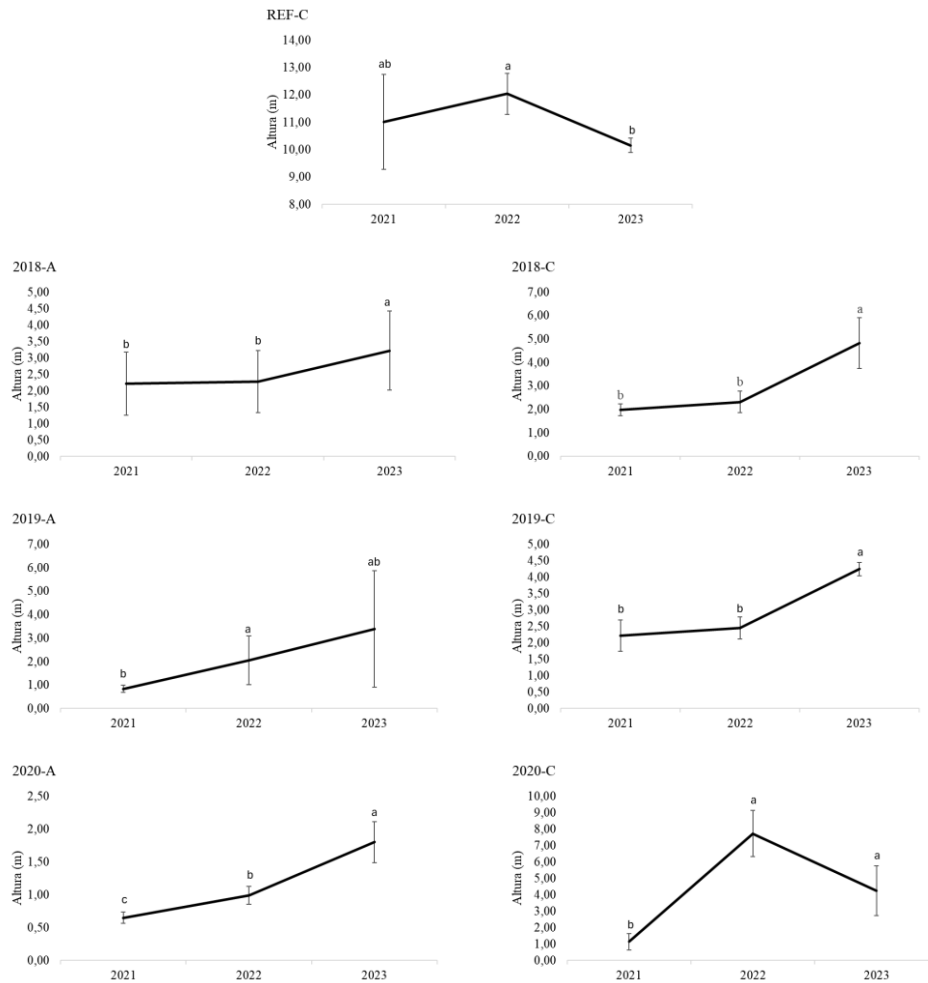 REF-C
14,00
13,00
12,00
11,00
10,00
9,00
8,00
Altura (m)
ab
a
b
2021
2022
2023
2018-A
5,00
4,50
4,00
3,50
3,00
2,50
2,00
1,50
1,00
0,50
0,00
Altura (m)
b
b
a
2021
2022
2023
2018-C
7,00
6,00
5,00
4,00
3,00
2,00
1,00
0,00
Altura (m)
b
b
a
2021
2022
2023
2019-A
7,00
6,00
5,00
4,00
3,00
2,00
1,00
0,00
Altura (m)
b
a
ab
2021
2022
2023
2019-C
5,00
4,50
4,00
3,50
3,00
2,50
2,00
1,50
1,00
0,50
0,00
Altura (m)
b
b
a
2021
2022
2023
2020-A
2,50
2,00
1,50
1,00
0,50
0,00
Altura (m)
c
b
a
2021
2022
2023
2020-C
10,00
9,00
8,00
7,00
6,00
5,00
4,00
3,00
2,00
1,00
0,00
Altura (m)
b
a
a
2021
2022
2023